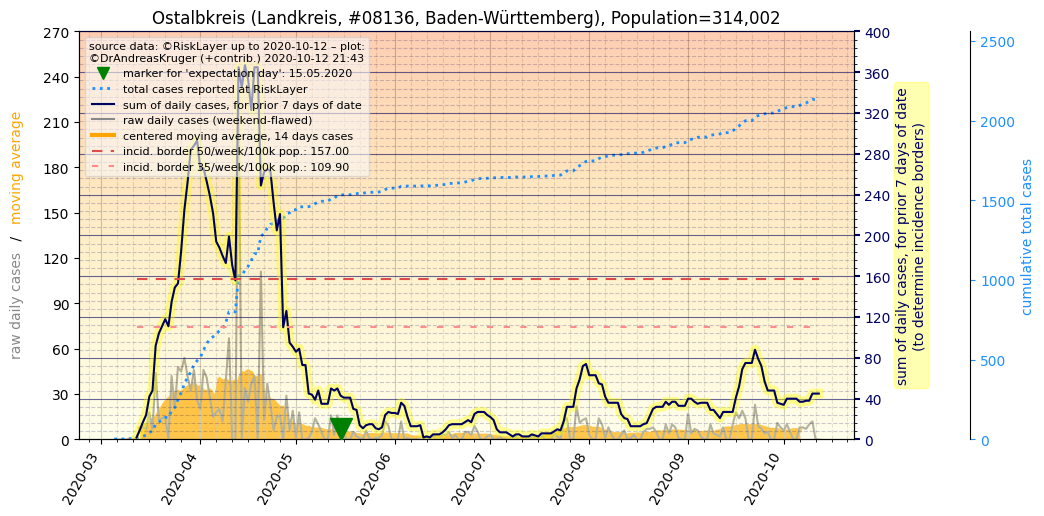 Ostalbkreis (Landkreis, #08136, Baden-Württemberg), Population=314,002
source data: ©RiskLayer up to 2020-10-12 – plot:
©DrAndreasKruger (+contrib.) 2020-10-12 21:43
marker for 'expectation day': 15.05.2020
total cases reported at RiskLayer
sum of daily cases, for prior 7 days of date
raw daily cases (weekend-flawed)
centered moving average, 14 days cases
incid. border 50/week/100k pop.: 157.00
incid. border 35/week/100k pop.: 109.90
raw daily cases / moving average
270
240
210
180
150
120
90
60
30
0
2020-03
2020-04
2020-05
2020-06
2020-07
2020-08
2020-09
2020-10
400
360
320
280
240
200
160
120
80
40
0
sum of daily cases, for prior 7 days of date
(to determine incidence borders)
2500
2000
1500
1000
500
0
cumulative total cases